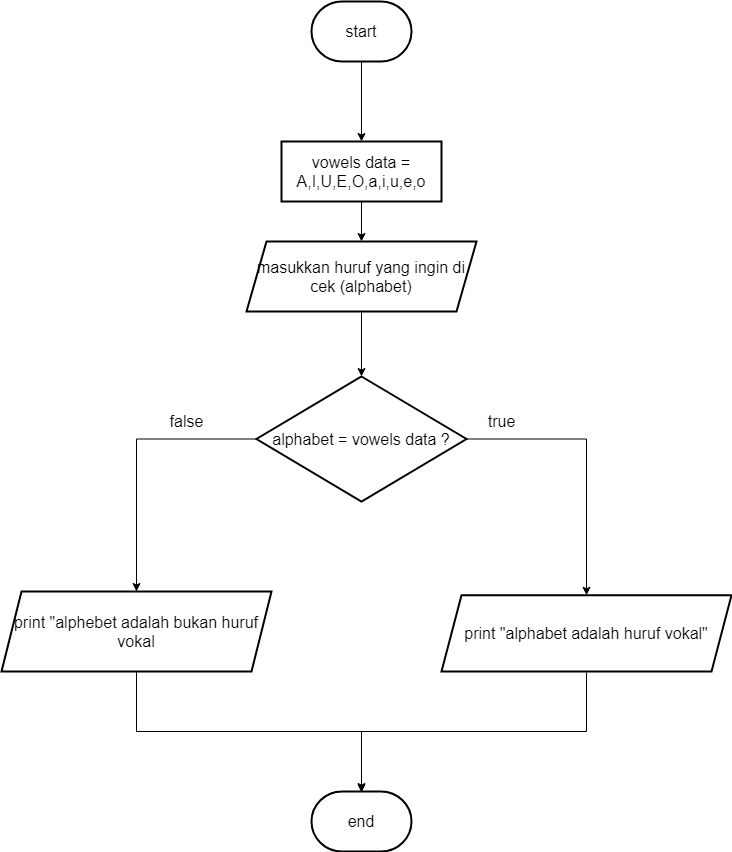 start
vowels data =
A,I,U,E,O,a,i,u,e,o
masukkan huruf yang ingin di
cek (alphabet)
false
true
alphabet = vowels data ?
print "alphebet adalah bukan huruf
vokal
print "alphabet adalah huruf vokal"
end